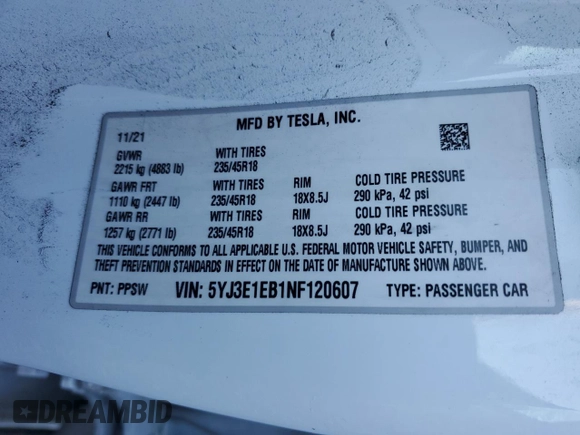 MFD BY TESLA, INC.
11/21
GVWR WITH TIRES
2215 kg (4883 lb) 235/45R18
GAWR FRT WITH TIRES RIM COLD TIRE PRESSURE
1110 kg (2447 lb) 235/45R18 18X8.5J 290 kPa, 42 psi
GAWR RR WITH TIRES RIM COLD TIRE PRESSURE
1257 kg (2771 lb) 235/45R18 18X8.5J 290 kPa, 42 psi
THIS VEHICLE CONFORMS TO ALL APPLICABLE U.S. FEDERAL MOTOR VEHICLE SAFETY, BUMPER, AND
THEFT PREVENTION STANDARDS IN EFFECT ON THE DATE OF MANUFACTURE SHOWN ABOVE.
PNT: PPSW VIN: 5YJ3E1EB1NF120607 TYPE: PASSENGER CAR
DREAMBID